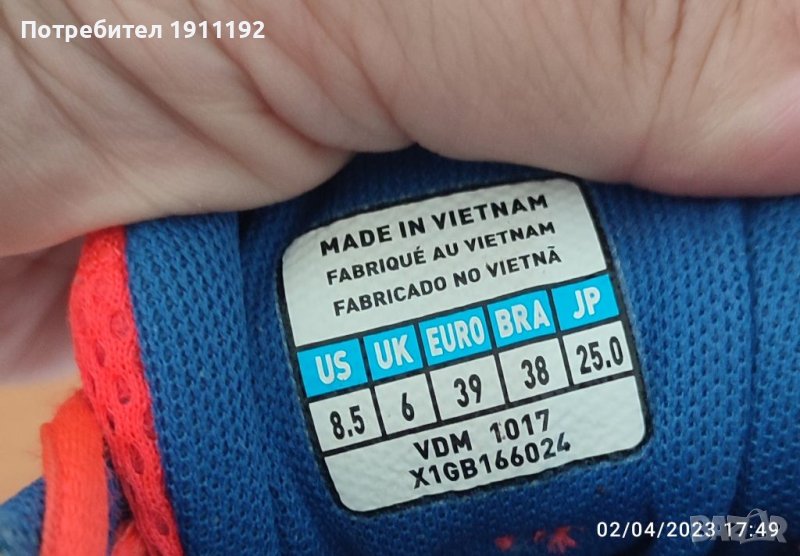 Потребител 1911192
MADE IN VIETNAM
FABRIQUÉ AU VIETNAM
FABRICADO NO VIETNÃ
US UK EURO BRA JP
8.5 6 39 38 25.0
VDM 1017
X1GB166024
02/04/2023 17:49
BAZAR